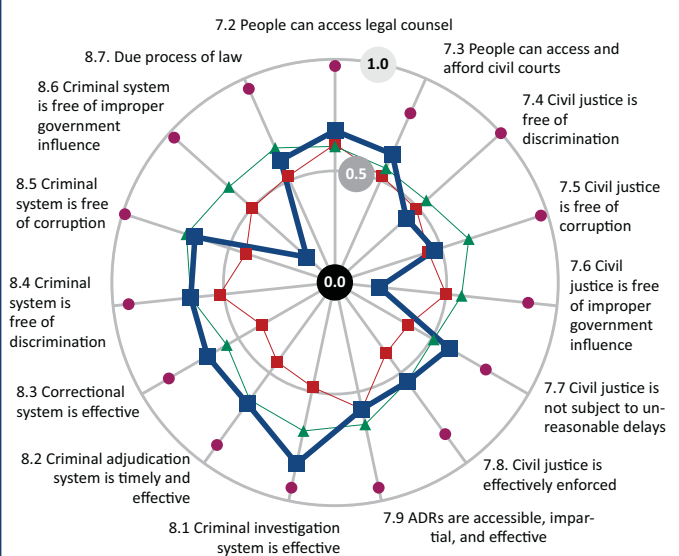 7.2 People can access legal counsel
1.0
7.3 People can access and
afford civil courts
7.4 Civil justice is
free of
discrimination
7.5 Civil justice
is free of
corruption
7.6 Civil
justice is free
of improper
government
influence
7.7 Civil justice is
not subject to un-
reasonable delays
7.8. Civil justice is
effectively enforced
7.9 ADRs are accessible, impar-
tial, and effective
8.1 Criminal investigation
system is effective
8.2 Criminal adjudication
system is timely and
effective
8.3 Correctional
system is effective
8.4 Criminal
system is
free of
discrimination
8.5 Criminal
system is free
of corruption
8.6 Criminal system
is free of improper
government
influence
8.7. Due process of law
0.5
0.0